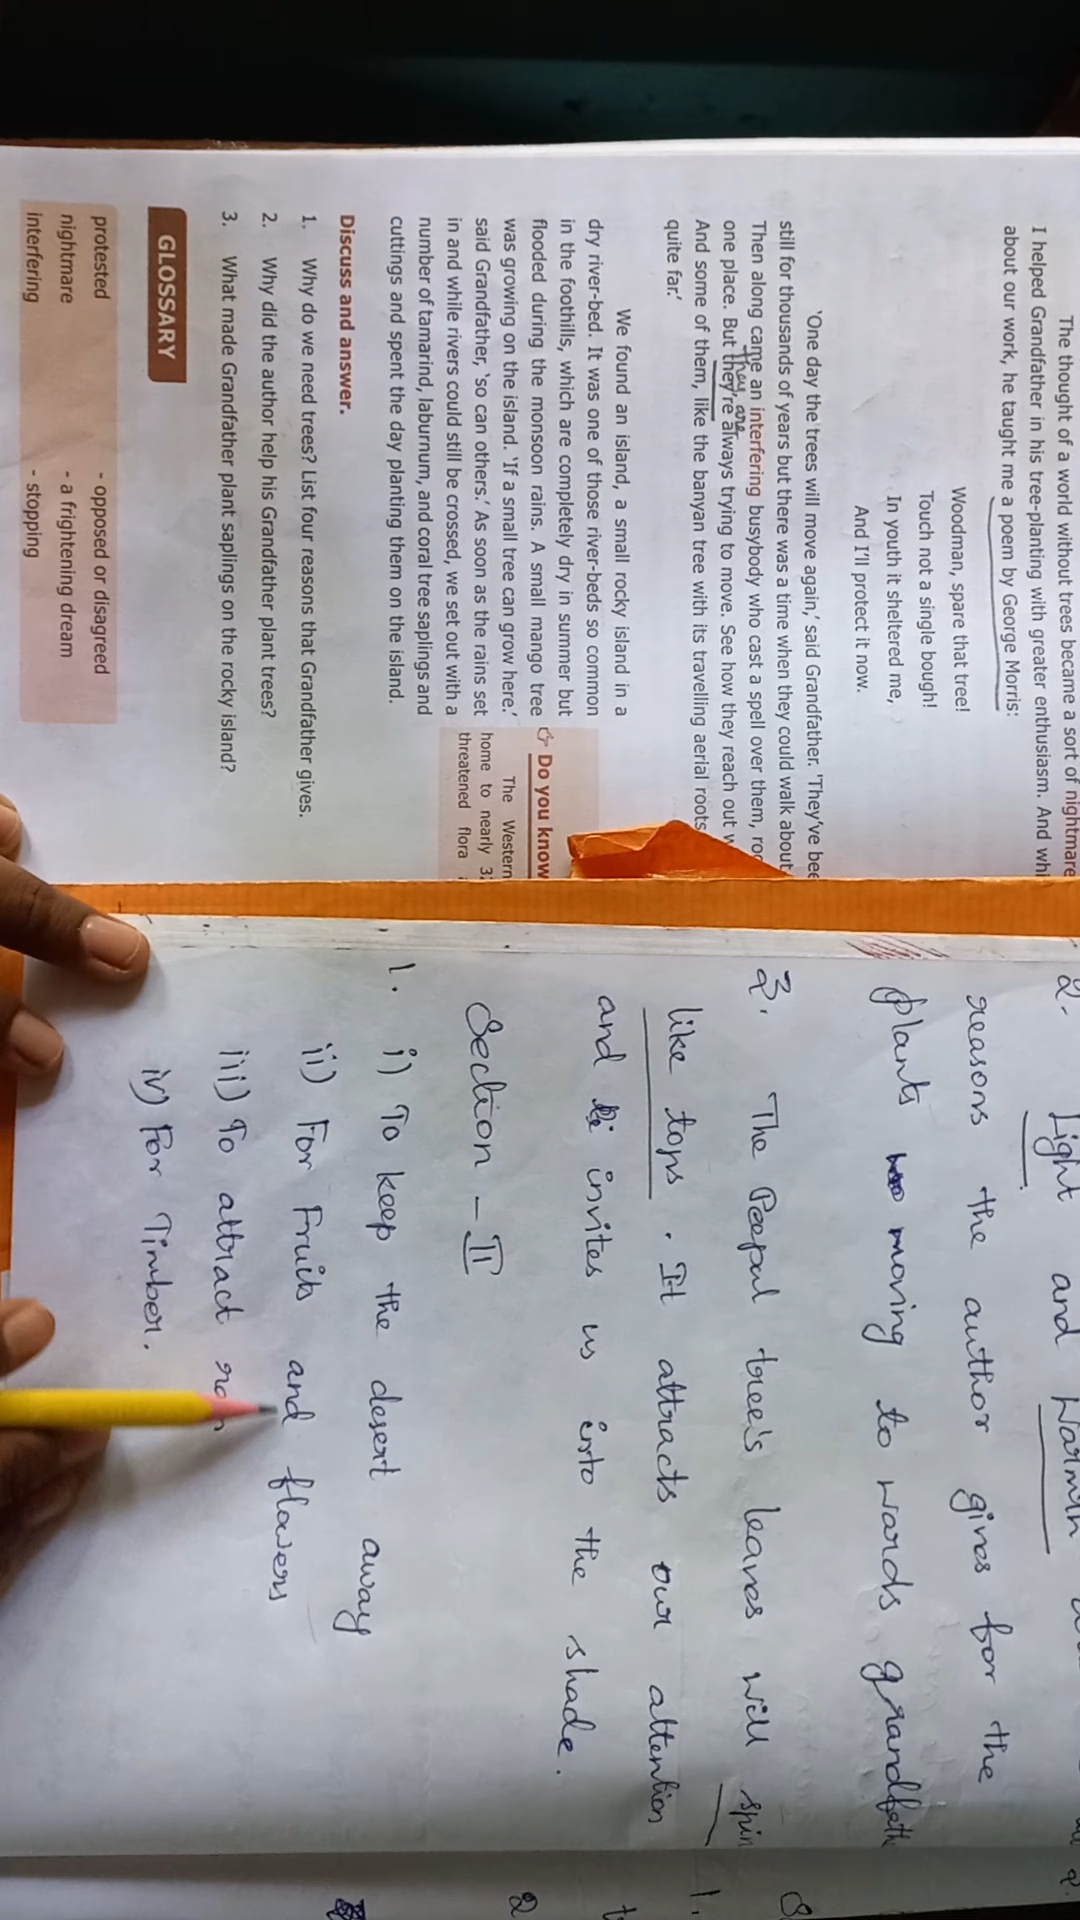 The thought of a world without trees became a sort of nightmare
I helped Grandfather in his tree-planting with greater enthusiasm. And whi
about our work, he taught me a poem by George Morris:
Woodman, spare that tree!
Touch not a single bough!
In youth it sheltered me,
And I'll protect it now.
'One day the trees will move again,' said Grandfather. 'They've bee
still for thousands of years but there was a time when they could walk about
Then along came an interfering busybody who cast a spell over them, roo
They are
one place. But they're always trying to move. See how they reach out w
And some of them, like the banyan tree with its travelling aerial roots
quite far.'
We found an island, a small rocky island in a
dry river-bed. It was one of those river-beds so common
in the foothills, which are completely dry in summer but
flooded during the monsoon rains. A small mango tree
was growing on the island. 'If a small tree can grow here.'
said Grandfather, 'so can others.' As soon as the rains set
in and while rivers could still be crossed, we set out with a
number of tamarind, laburnum, and coral tree saplings and
cuttings and spent the day planting them on the island.
Do you know
The Western
home to nearly 3
threatened flora
Discuss and answer.
1. Why do we need trees? List four reasons that Grandfather gives.
2. Why did the author help his Grandfather plant trees?
3. What made Grandfather plant saplings on the rocky island?
GLOSSARY
protested - opposed or disagreed
nightmare - a frightening dream
interfering - stopping
2. Light and Warmth
reasons the author gives for the
plants moving to wards grandfath
3. The Peepal tree's leaves will spin
like tops. It attracts our attention
and invites us into the shade.
Section - II
1. i) To keep the desert away
ii) For Fruits and flowers
iii) To attract rain
iv) For Timber.
2
1.